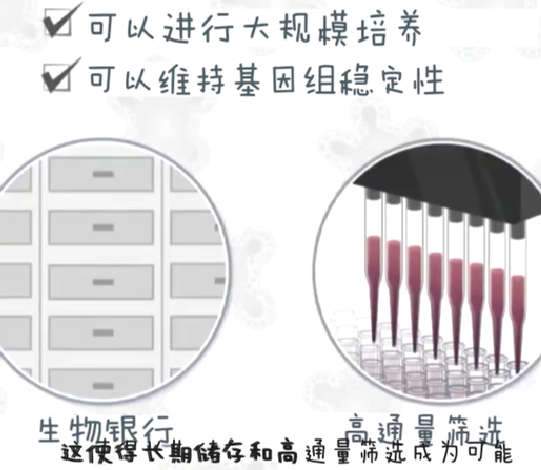 可以进行大规模培养
可以维持基因组稳定性
生物银行
高通量筛选
这使得长期储存和高通量筛选成为可能